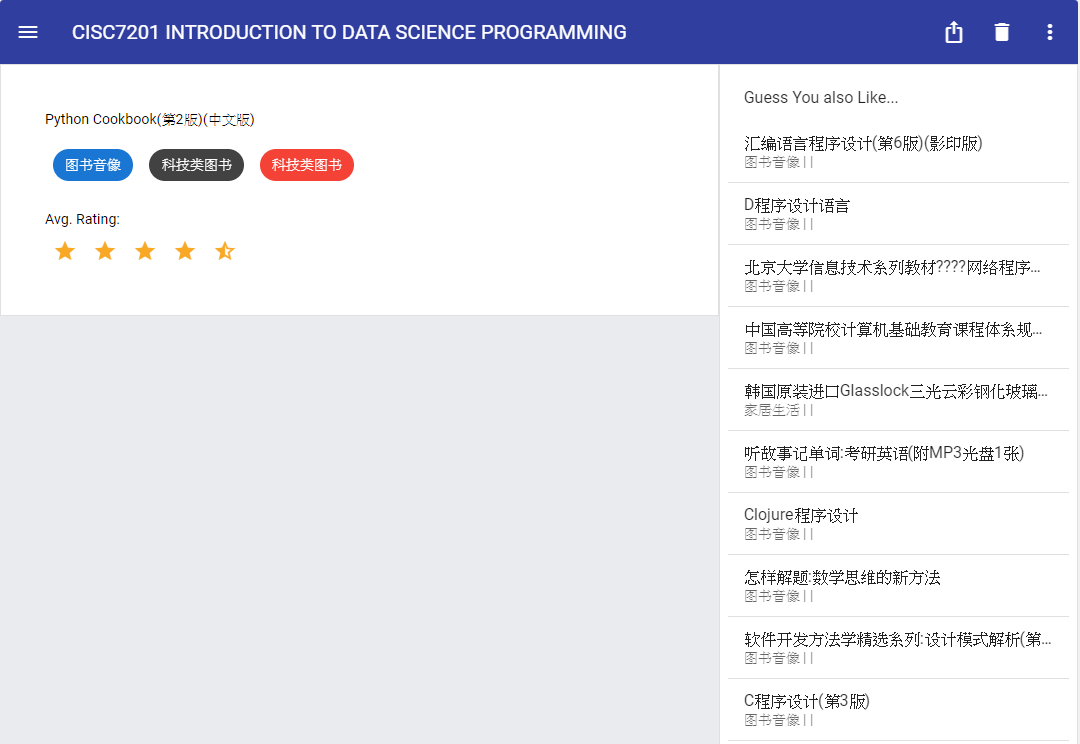 CISC7201 INTRODUCTION TO DATA SCIENCE PROGRAMMING
Python Cookbook(第2版)(中文版)
图书音像 科技类图书 科技类图书
Avg. Rating:
Guess You also Like...
汇编语言程序设计(第6版)(影印版)
图书音像 | |
D程序设计语言
图书音像 | |
北京大学信息技术系列教材????网络程序...
图书音像 | |
中国高等院校计算机基础教育课程体系规...
图书音像 | |
韩国原装进口Glasslock三光云彩钢化玻璃...
家居生活 | |
听故事记单词:考研英语(附MP3光盘1张)
图书音像 | |
Clojure程序设计
图书音像 | |
怎样解题:数学思维的新方法
图书音像 | |
软件开发方法学精选系列:设计模式解析(第...
图书音像 | |
C程序设计(第3版)
图书音像 | |